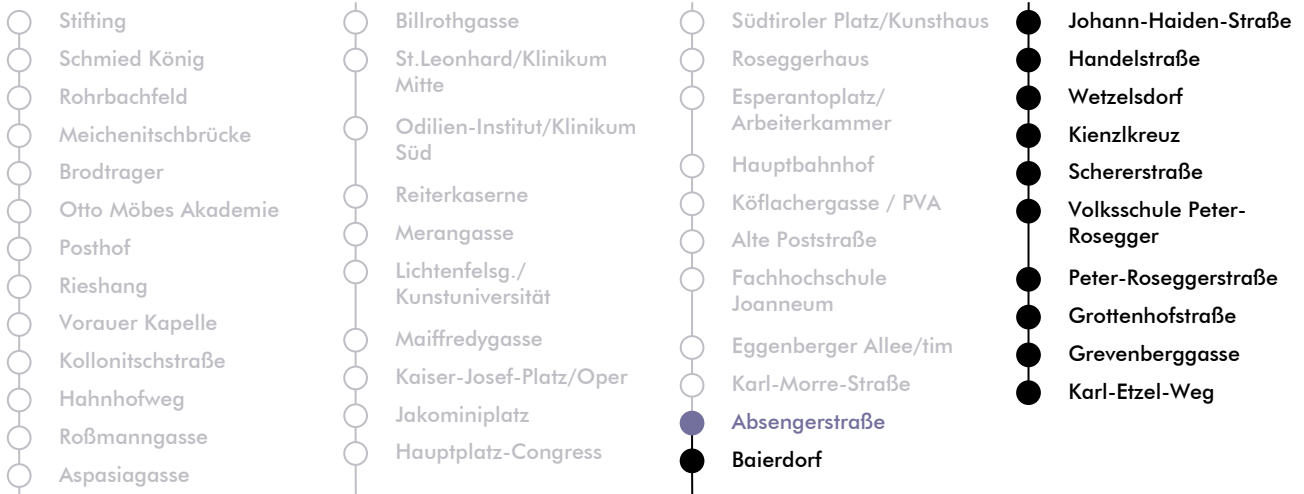 Stifting
Schmied König
Rohrbachfeld
Meichenitschbrücke
Brodtrager
Otto Möbes Akademie
Posthof
Rieshang
Vorauer Kapelle
Kollonitschstraße
Hahnhofweg
Roßmanngasse
Aspasiagasse
Billrothgasse
St.Leonhard/Klinikum
Mitte
Odilien-Institut/Klinikum
Süd
Reiterkaserne
Merangasse
Lichtenfelsg./
Kunstuniversität
Maiffredygasse
Kaiser-Josef-Platz/Oper
Jakominiplatz
Hauptplatz-Congress
Südtiroler Platz/Kunsthaus
Roseggerhaus
Esperantoplatz/
Arbeiterkammer
Hauptbahnhof
Köflachergasse / PVA
Alte Poststraße
Fachhochschule
Joanneum
Eggenberger Allee/tim
Karl-Morre-Straße
Absengerstraße
Baierdorf
Johann-Haiden-Straße
Handelstraße
Wetzelsdorf
Kienzlkreuz
Schererstraße
Volksschule Peter-
Rosegger
Peter-Roseggerstraße
Grottenhofstraße
Grevenberggasse
Karl-Etzel-Weg